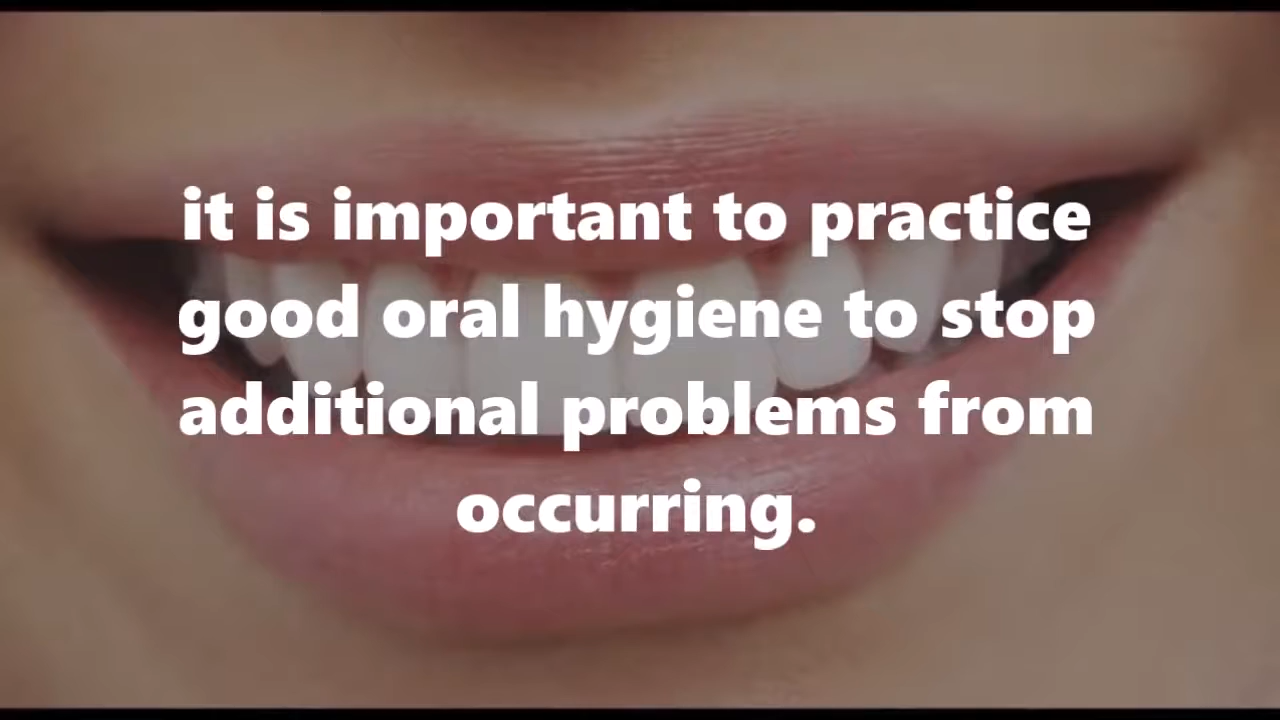 it is important to practice
good oral hygiene to stop
additional problems from
occurring.